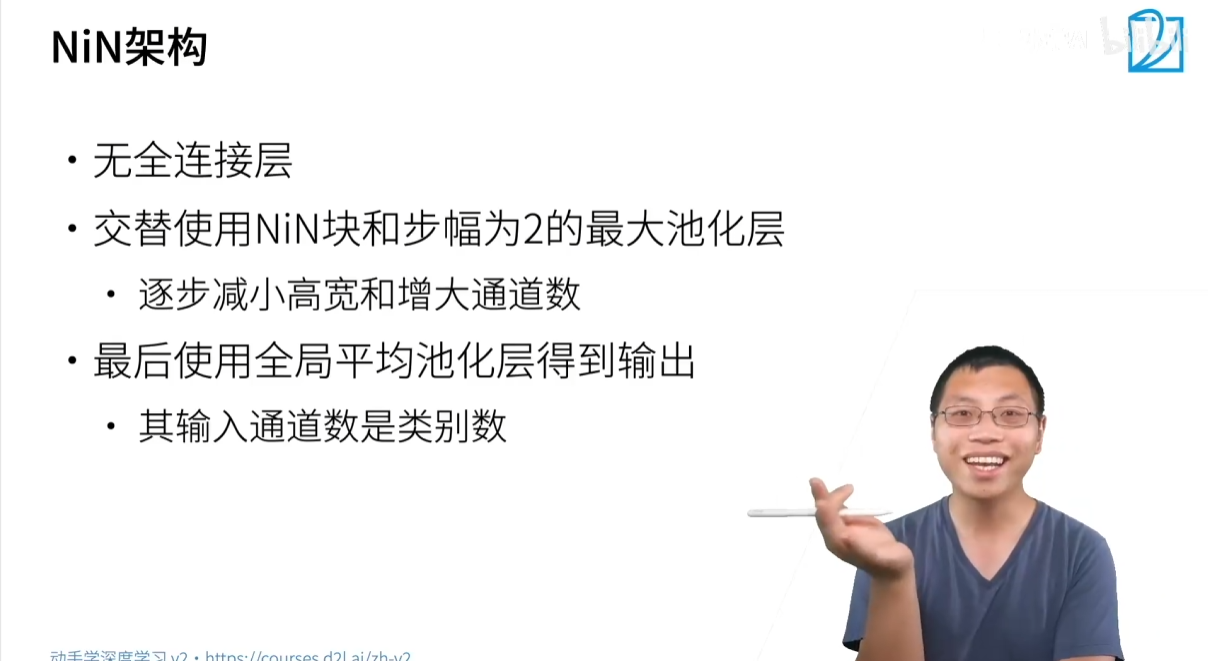 NiN架构
bilibili
• 无全连接层
• 交替使用NiN块和步幅为2的最大池化层
• 逐步减小高宽和增大通道数
• 最后使用全局平均池化层得到输出
• 其输入通道数是类别数
动手学深度学习 v2 • https://courses.d2l.ai/zh-v2